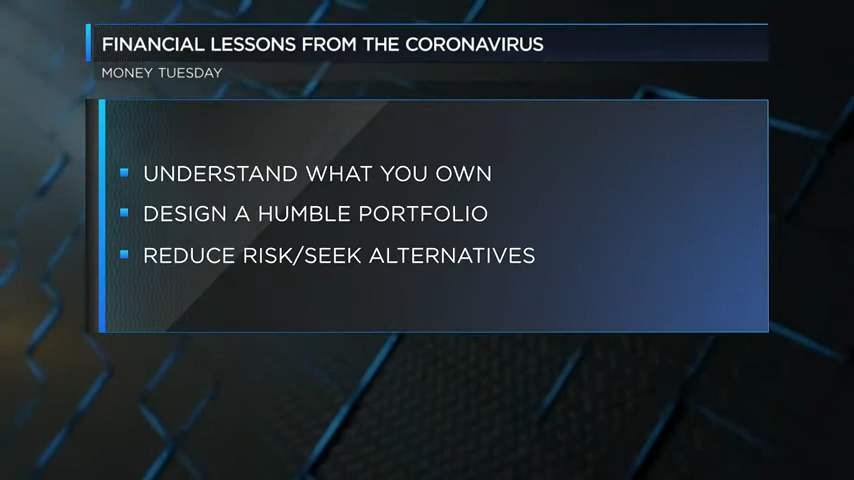 FINANCIAL LESSONS FROM THE CORONAVIRUS
MONEY TUESDAY
UNDERSTAND WHAT YOU OWN
DESIGN A HUMBLE PORTFOLIO
REDUCE RISK/SEEK ALTERNATIVES